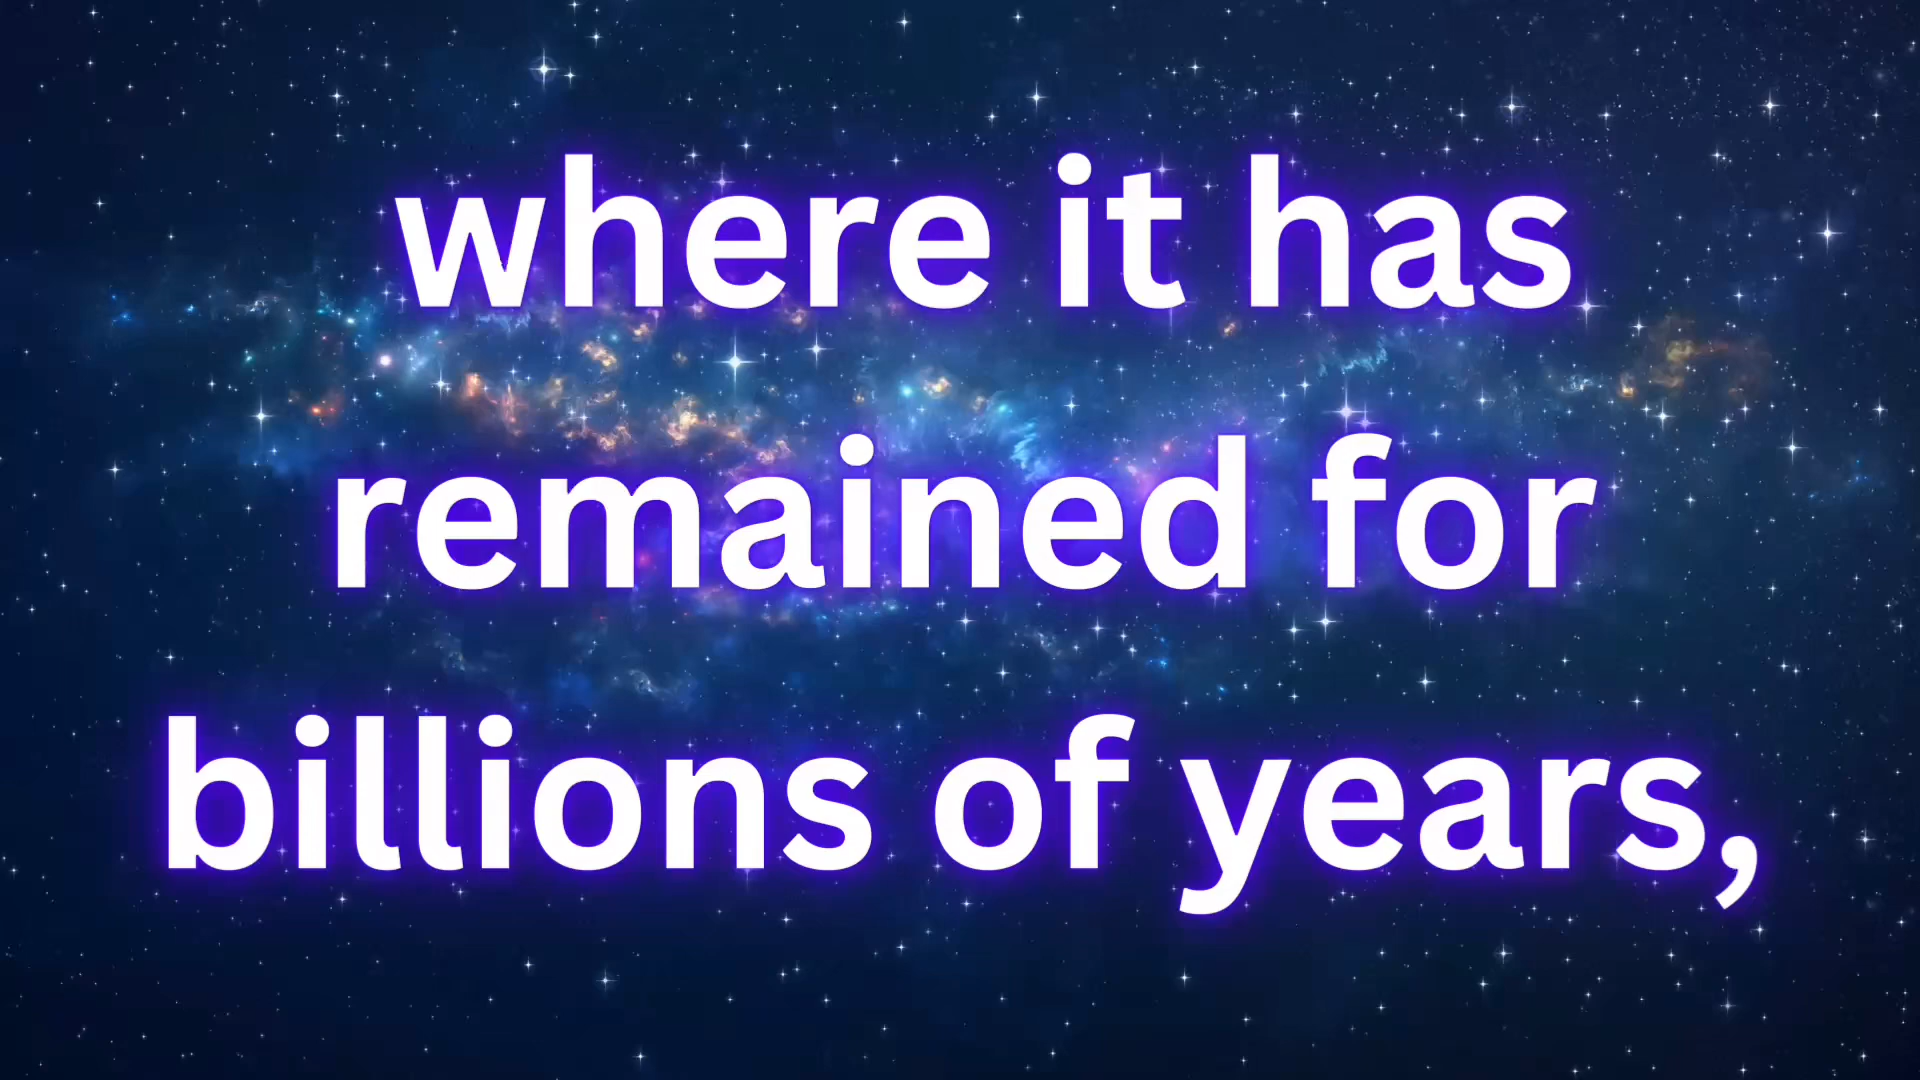 where it has
remained for
billions of years,